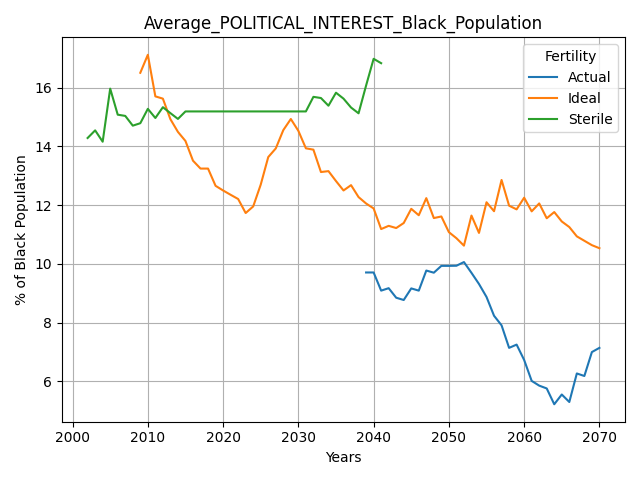 Average_POLITICAL_INTEREST_Black_Population
Fertility
Actual
Ideal
Sterile
% of Black Population
16
14
12
10
8
6
2000 2010 2020 2030 2040 2050 2060 2070
Years